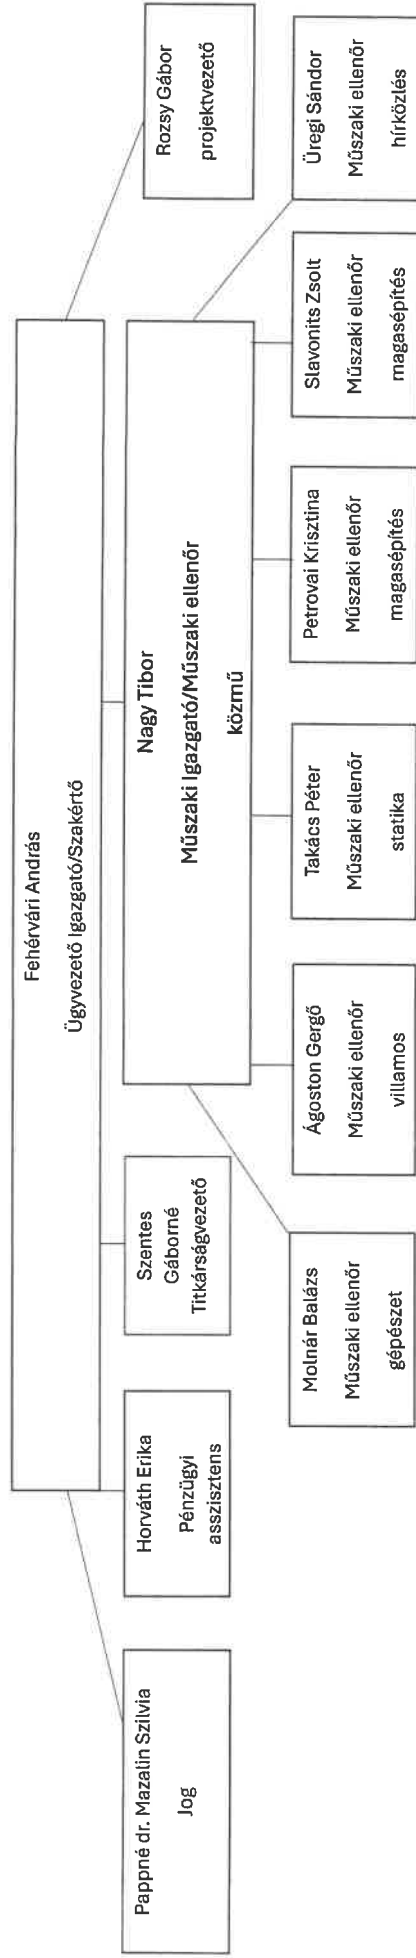 Fehérvári András
Ügyvezető Igazgató/Szakértő
Pappné dr. Mazalin Szilvia
Jog
Horváth Erika
Pénzügyi
asszisztens
Szentes
Gáborné
Titkárságvezető
Nagy Tibor
Műszaki Igazgató/Műszaki ellenőr
közmű
Rozsy Gábor
projektvezető
Molnár Balázs
Műszaki ellenőr
gépészet
Ágoston Gergő
Műszaki ellenőr
villamos
Takács Péter
Műszaki ellenőr
statika
Petrovai Krisztina
Műszaki ellenőr
magasépítés
Slavonits Zsolt
Műszaki ellenőr
magasépítés
Üregi Sándor
Műszaki ellenőr
hírközlés